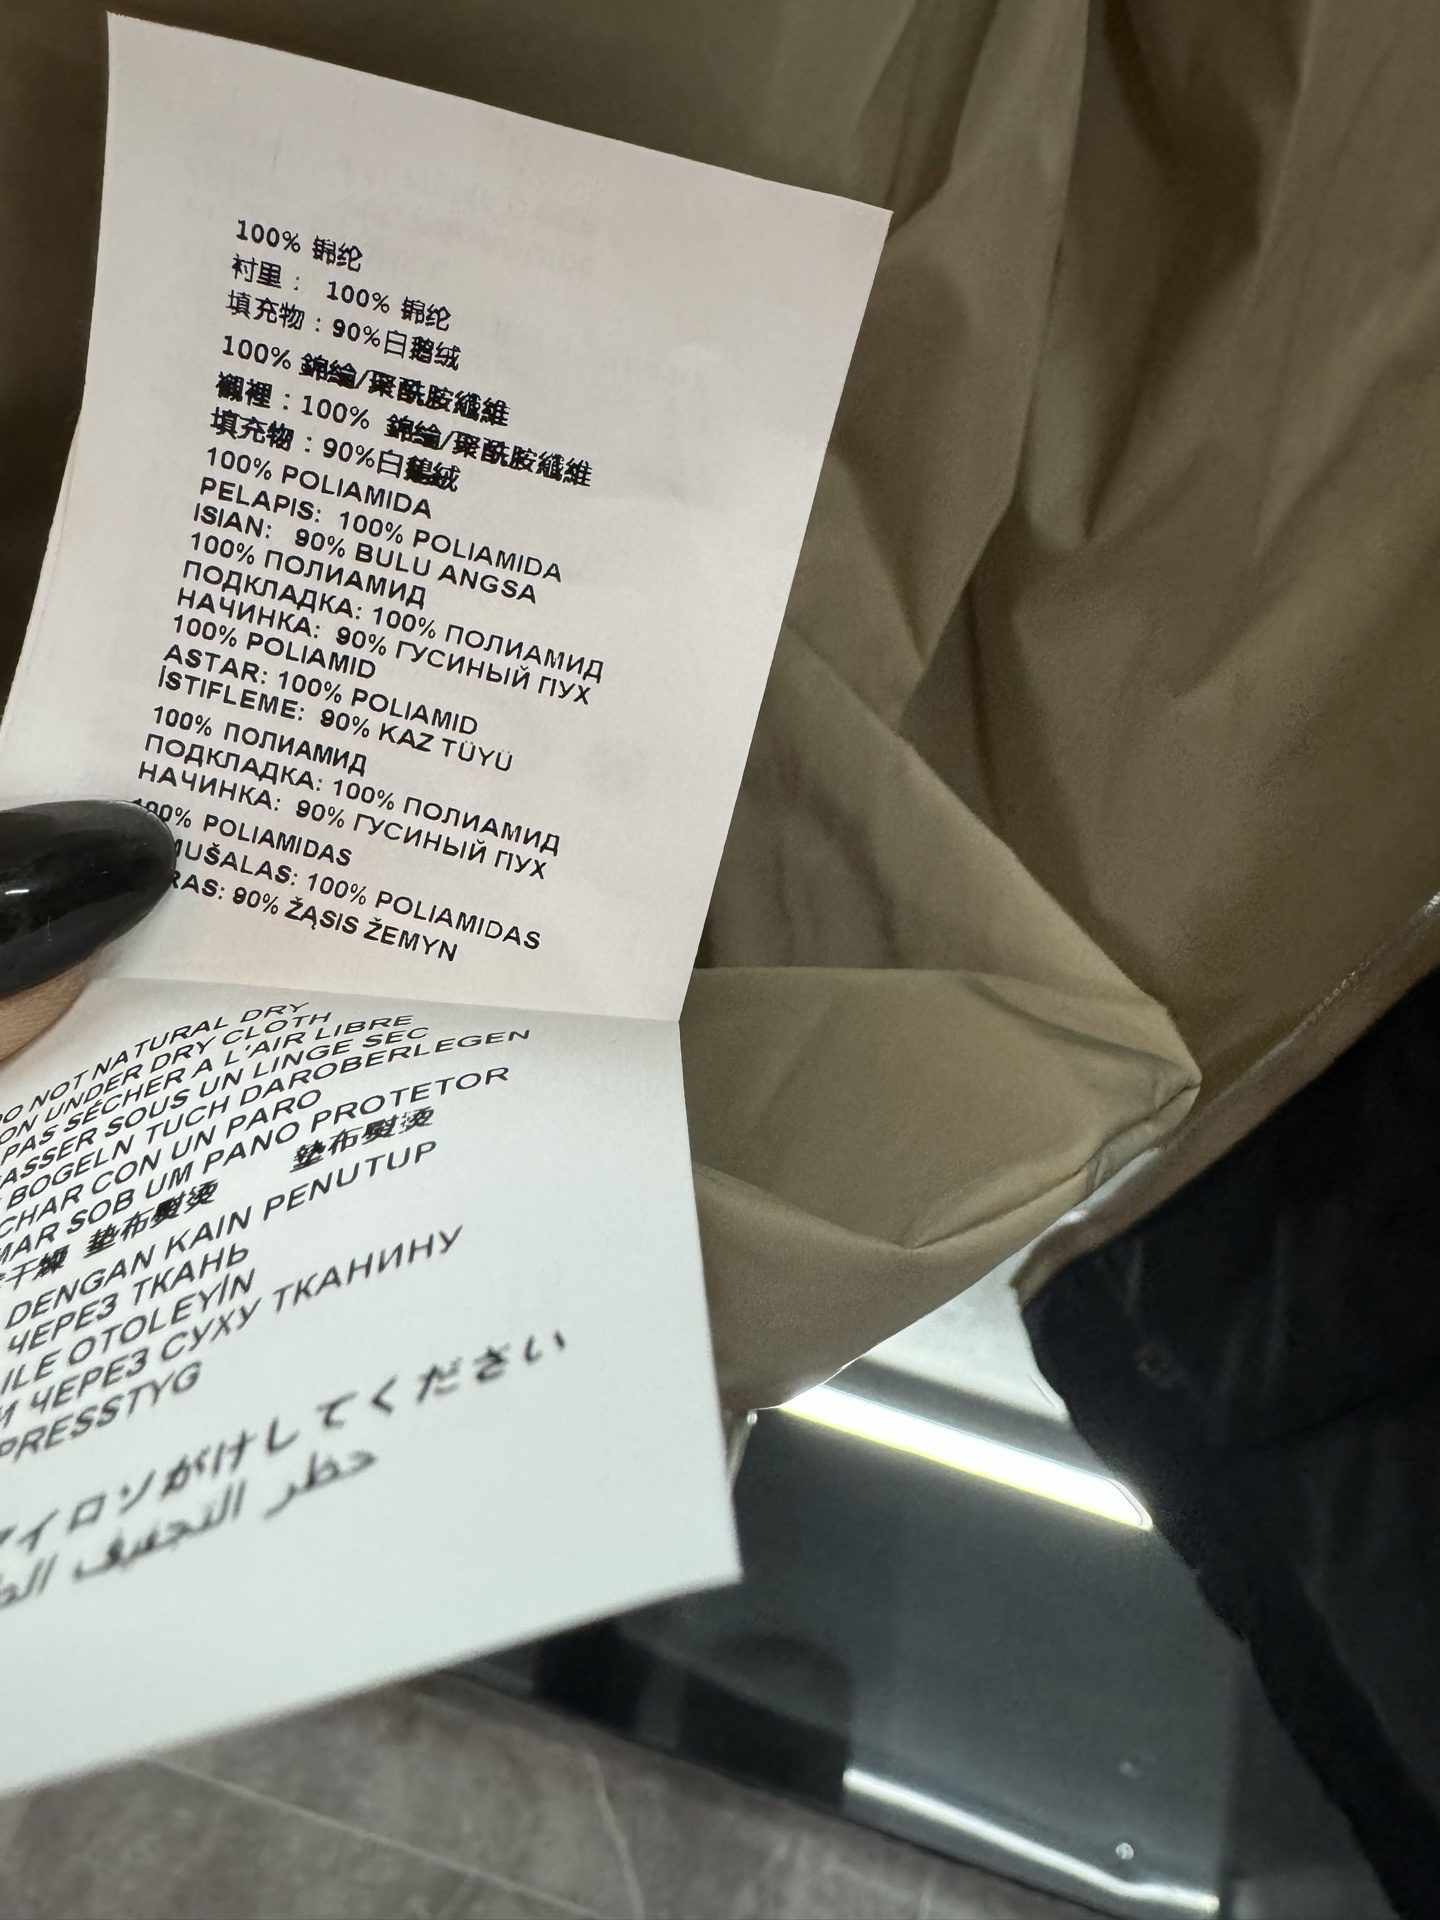 100% 锦纶
衬里： 100% 锦纶
填充物：90%白鹅绒
100% 錦綸/聚酰胺纖維
襯裡：100% 錦綸/聚酰胺纖維
填充物：90%白鵝絨
100% POLIAMIDA
PELAPIS: 100% POLIAMIDA
ISIAN: 90% BULU ANGSA
100% ПОЛИАМИД
ПОДКЛАДКА: 100% ПОЛИАМИД
НАЧИНКА: 90% ГУСИНЫЙ ПУХ
100% POLIAMID
ASTAR: 100% POLIAMID
İSTIFLEME: 90% KAZ TÜYÜ
100% ПОЛИАМИД
ПОДКЛАДКА: 100% ПОЛИАМИД
НАЧИНКА: 90% ГУСИНЫЙ ПУХ
100% POLIAMIDAS
MUŠALAS: 100% POLIAMIDAS
RAS: 90% ŽĄSIS ŽEMYN
DO NOT NATURAL DRY
ON UNDER DRY CLOTH
PAS SÉCHER A L'AIR LIBRE
ASSER SOUS UN LINGE SEC
BOGELN TUCH DAROBERLEGEN
CHAR CON UN PARO
MAR SOB UM PANO PROTETOR
干燥 垫布熨烫 墊布熨燙
DENGAN KAIN PENUTUP
ЧЕРЕЗ ТКАНЬ
ILE OTOLEYİN
И ЧЕРЕЗ СУХУ ТКАНИНУ
PRESSTYG
アイロンがけしてください
حظر التجفيف